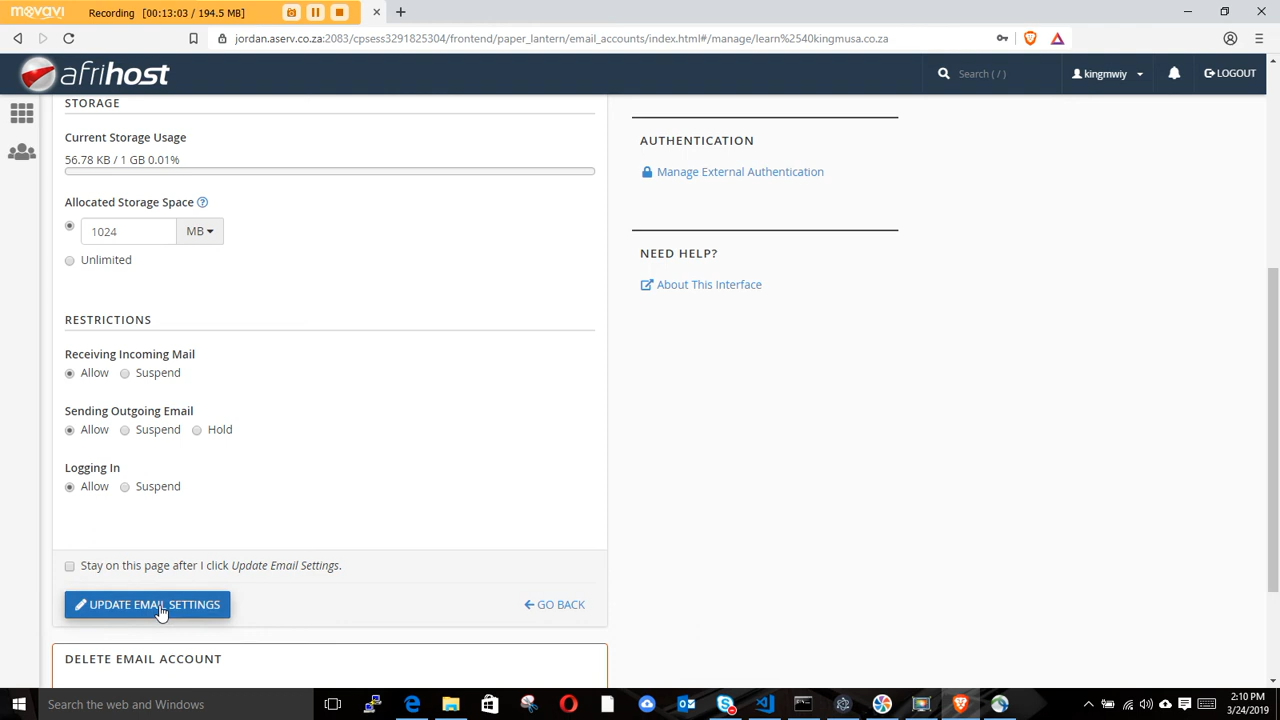 movavi
Recording [00:13:03 / 194.5 MB]
jordan.aserv.co.za:2083/cpsess3291825304/frontend/paper_lantern/email_accounts/index.html#/manage/learn%2540kingmusa.co.za
afrihost
Search ( / )
kingmwiy
LOGOUT
STORAGE
Current Storage Usage
56.78 KB / 1 GB 0.01%
Allocated Storage Space
1024
MB
Unlimited
RESTRICTIONS
Receiving Incoming Mail
Allow Suspend
Sending Outgoing Email
Allow Suspend Hold
Logging In
Allow Suspend
Stay on this page after I click Update Email Settings.
UPDATE EMAIL SETTINGS
GO BACK
DELETE EMAIL ACCOUNT
AUTHENTICATION
Manage External Authentication
NEED HELP?
About This Interface
Search the web and Windows
2:10 PM
3/24/2019